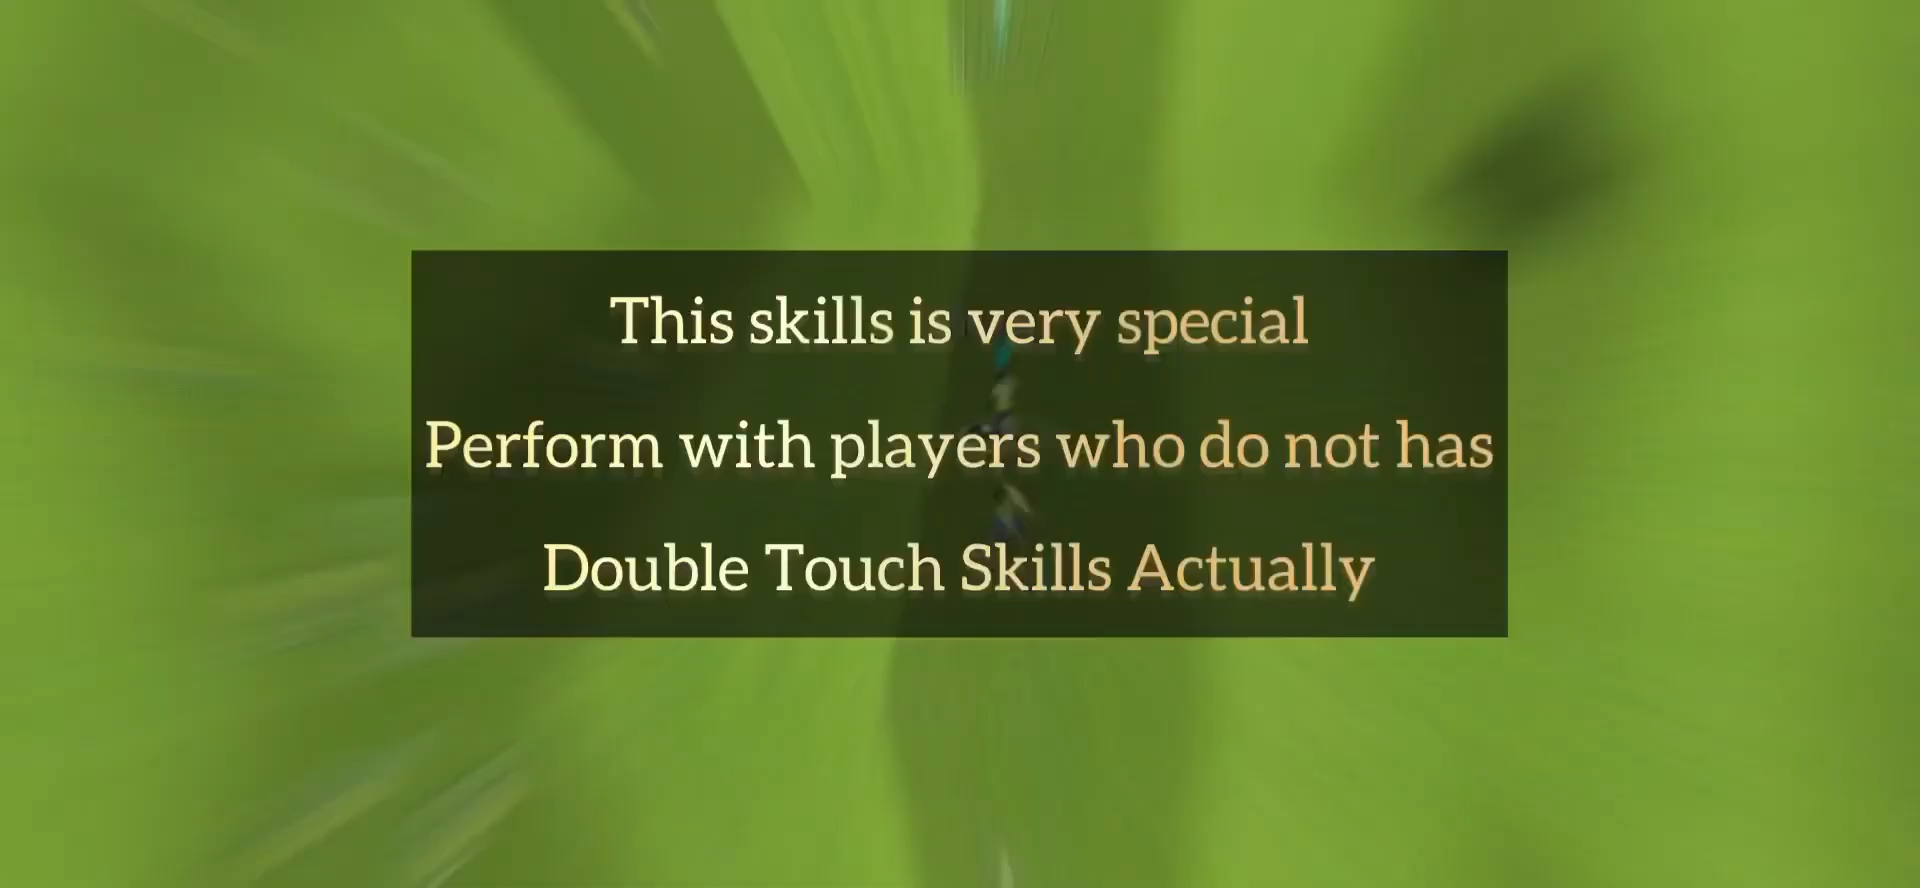 This skills is very special
Perform with players who do not has
Double Touch Skills Actually